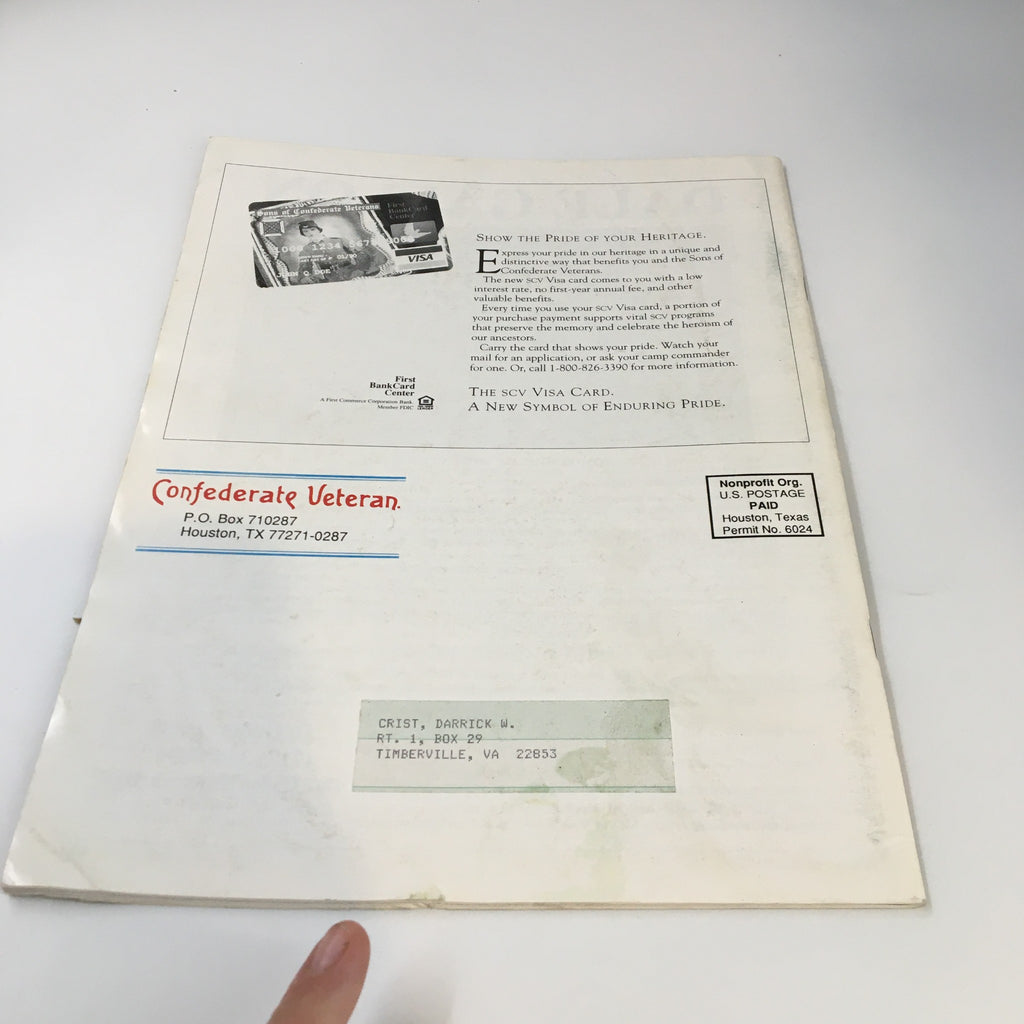 Sons of Confederate Veterans
First
BankCard
Center
1000 1234 567
JOHN Q DOE
VISA
SHOW THE PRIDE OF YOUR HERITAGE.
Express your pride in our heritage in a unique and
distinctive way that benefits you and the Sons of
Confederate Veterans.
The new SCV Visa card comes to you with a low
interest rate, no first-year annual fee, and other
valuable benefits.
Every time you use your SCV Visa card, a portion of
your purchase payment supports vital SCV programs
that preserve the memory and celebrate the heroism of
our ancestors.
Carry the card that shows your pride. Watch your
mail for an application, or ask your camp commander
for one. Or, call 1-800-826-3390 for more information.
THE SCV VISA CARD.
A NEW SYMBOL OF ENDURING PRIDE.
First
BankCard
Center
A First Commerce Corporation Bank
Member FDIC
Confederate Veteran.
P.O. Box 710287
Houston, TX 77271-0287
Nonprofit Org.
U.S. POSTAGE
PAID
Houston, Texas
Permit No. 6024
CRIST, DARRICK W.
RT. 1, BOX 29
TIMBERVILLE, VA 22853